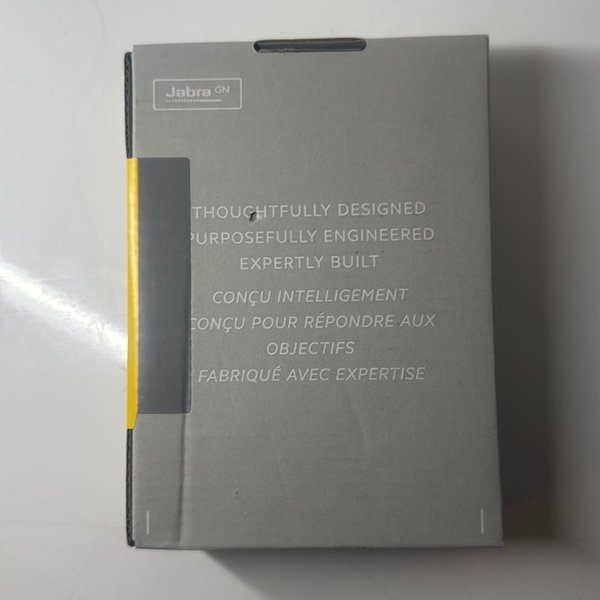 Jabra GN
THOUGHTFULLY DESIGNED
PURPOSEFULLY ENGINEERED
EXPERTLY BUILT
CONÇU INTELLIGEMENT
CONÇU POUR RÉPONDRE AUX
OBJECTIFS
FABRIQUÉ AVEC EXPERTISE